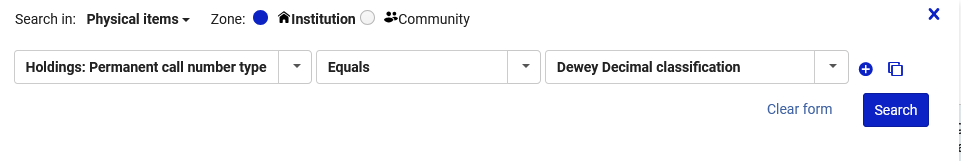 Search in: Physical items Zone: Institution Community
Holdings: Permanent call number type Equals Dewey Decimal classification
Clear form Search